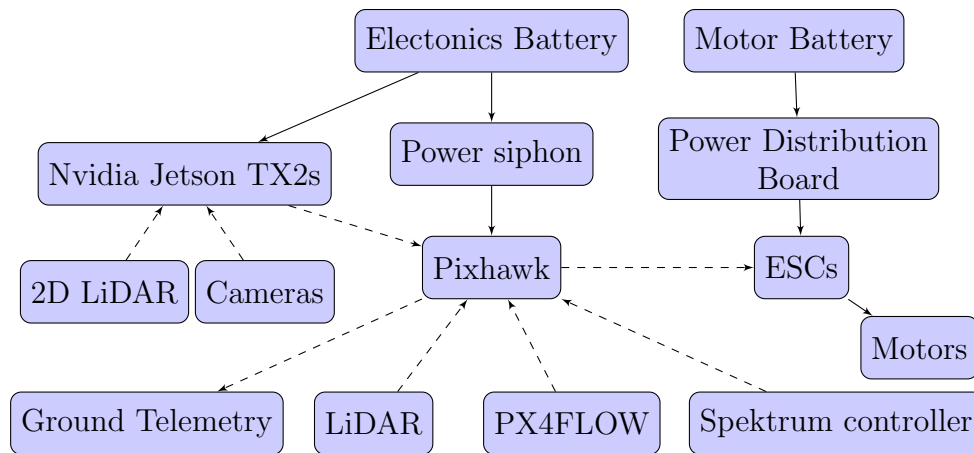 Electonics Battery
Motor Battery
Nvidia Jetson TX2s
Power siphon
Power Distribution
Board
2D LiDAR
Cameras
Pixhawk
ESCs
Motors
Ground Telemetry
LiDAR
PX4FLOW
Spektrum controller